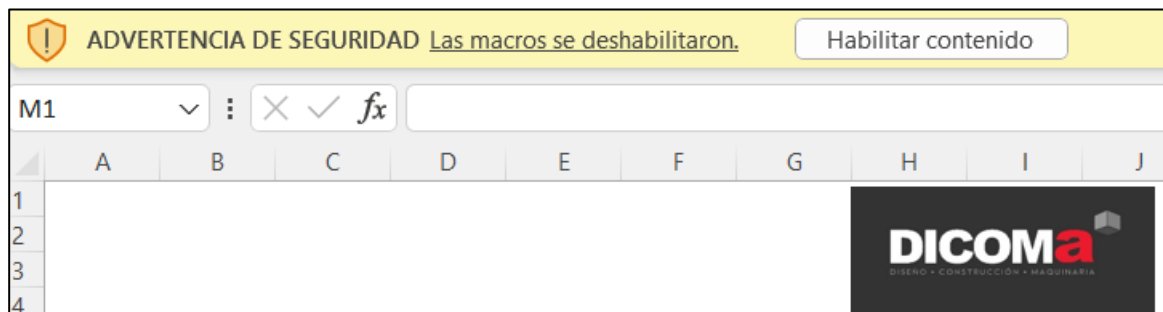 ADVERTENCIA DE SEGURIDAD Las macros se deshabilitaron. Habilitar contenido
M1 fx
A B C D E F G H I J
1
2
3
4
DICOMa
DISEÑO • CONSTRUCCIÓN • MAQUINARIA